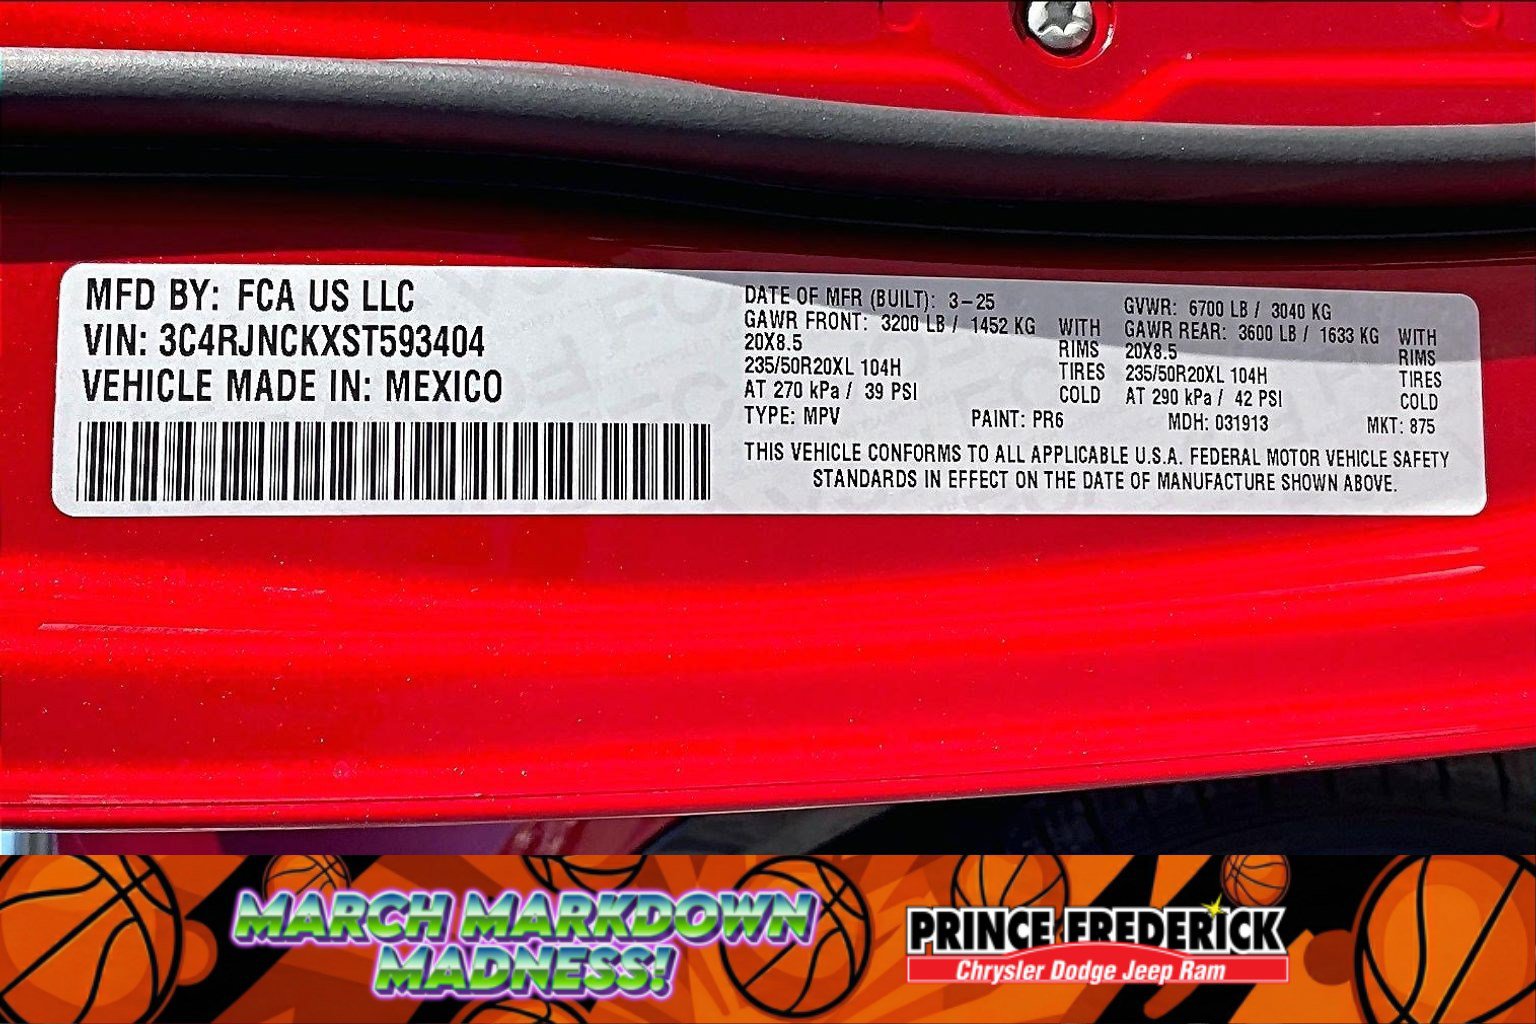 MFD BY: FCA US LLC
VIN: 3C4RJNCKXST593404
VEHICLE MADE IN: MEXICO
DATE OF MFR (BUILT): 3-25
GAWR FRONT: 3200 LB / 1452 KG WITH
20X8.5 RIMS
235/50R20XL 104H TIRES
AT 270 kPa / 39 PSI COLD
GVWR: 6700 LB / 3040 KG
GAWR REAR: 3600 LB / 1633 KG WITH
20X8.5 RIMS
235/50R20XL 104H TIRES
AT 290 kPa / 42 PSI COLD
TYPE: MPV PAINT: PR6 MDH: 031913 MKT: 875
THIS VEHICLE CONFORMS TO ALL APPLICABLE U.S.A. FEDERAL MOTOR VEHICLE SAFETY
STANDARDS IN EFFECT ON THE DATE OF MANUFACTURE SHOWN ABOVE.
MARCH MARKDOWN
MADNESS!
PRINCE FREDERICK
Chrysler Dodge Jeep Ram